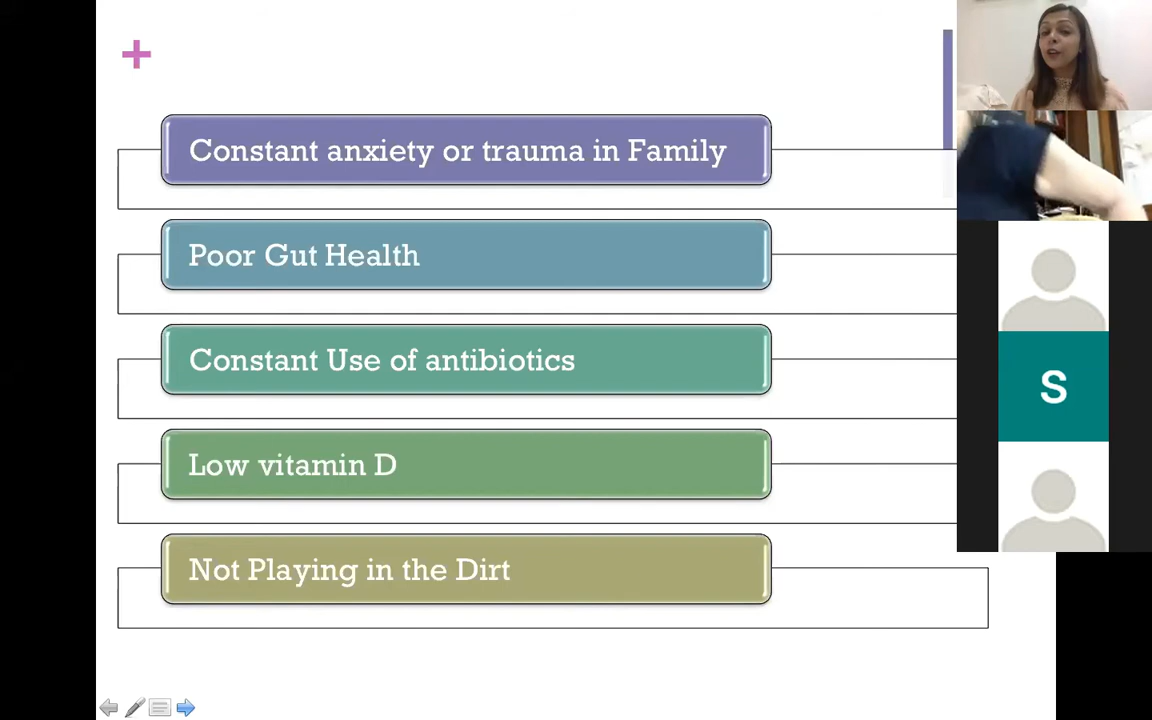 Constant anxiety or trauma in Family
Poor Gut Health
Constant Use of antibiotics
S
Low vitamin D
Not Playing in the Dirt